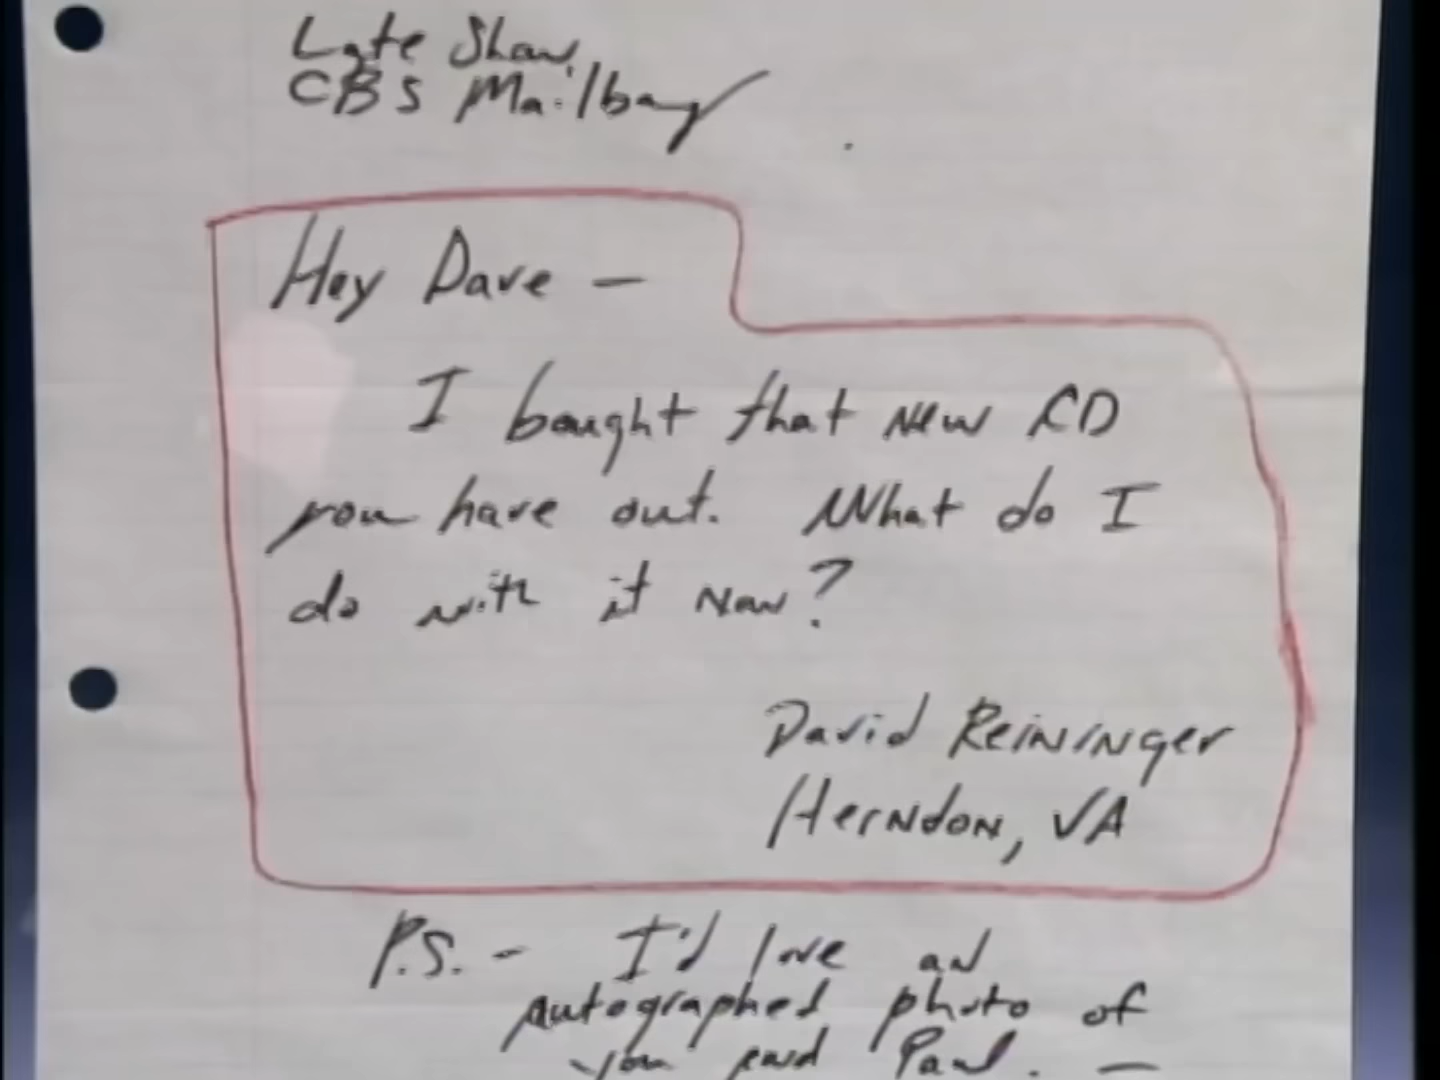 Late Show
CBS Mailbag
Hey Dave -
I bought that new CD
you have out. What do I
do with it now?
David Reininger
Herndon, VA
P.S. - I'd love an
autographed photo of
you and Paul. -